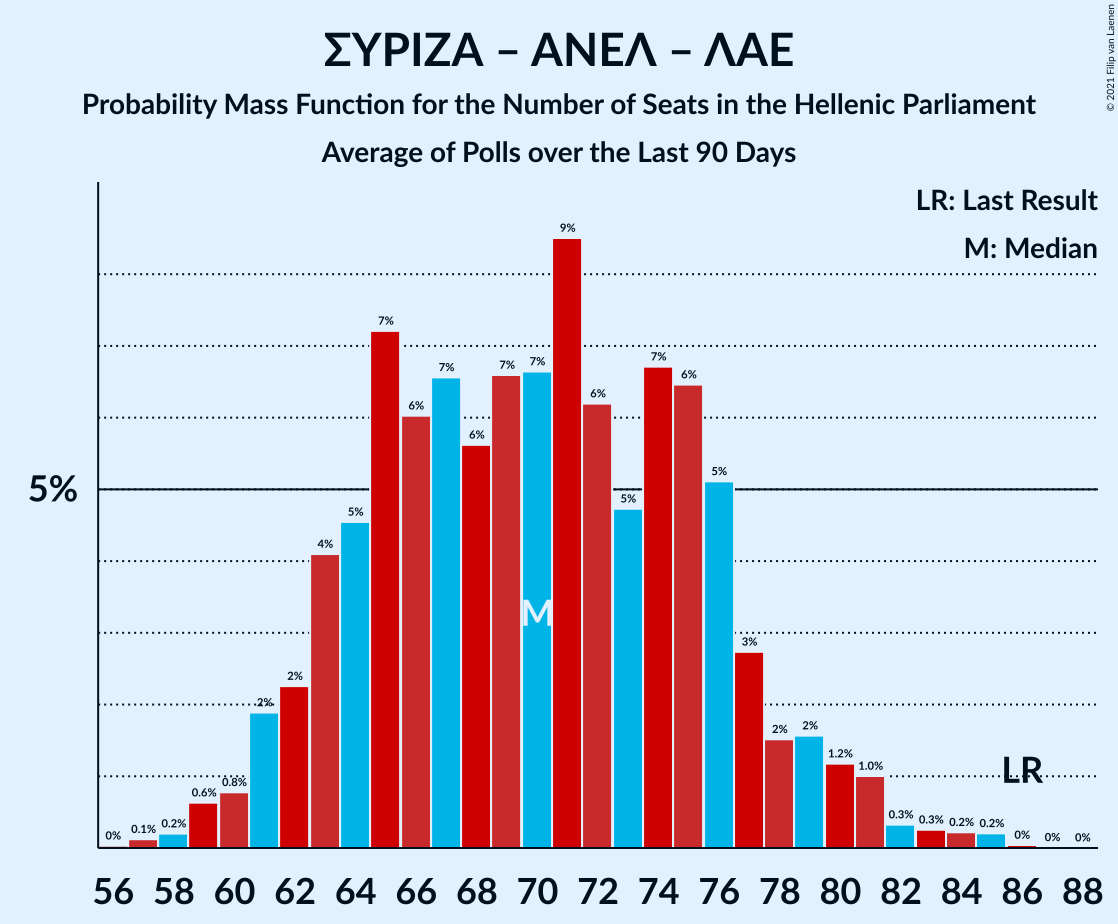 ΣΥΡΙΖΑ – ΑΝΕΛ – ΛΑΕ
Probability Mass Function for the Number of Seats in the Hellenic Parliament
Average of Polls over the Last 90 Days
© 2021 Filip van Laenen
LR: Last Result
M: Median
5%
0% 0.1% 0.2% 0.6% 0.8% 2% 2% 4% 5% 7% 6% 7% 6% 7% 7% 9% 6% 5% 7% 6% 5% 3% 2% 2% 1.2% 1.0% 0.3% 0.3% 0.2% 0.2% 0% 0% 0%
M
LR
56 58 60 62 64 66 68 70 72 74 76 78 80 82 84 86 88